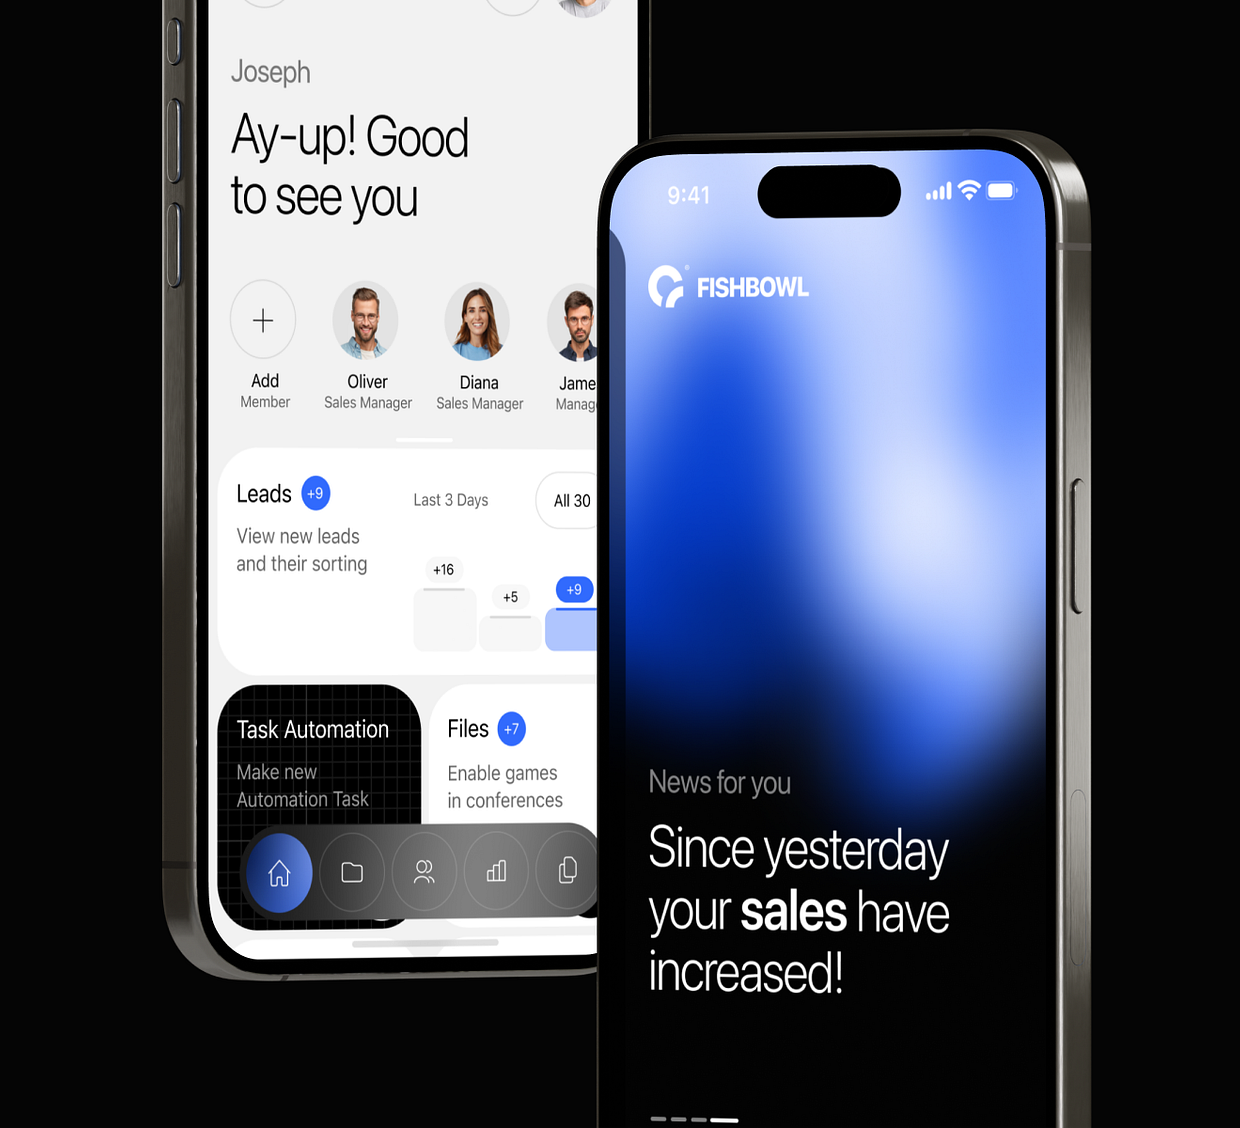 Joseph
Ay-up! Good
to see you
Add
Member
Oliver
Sales Manager
Diana
Sales Manager
Jame
Manag
Leads +9
View new leads
and their sorting
Last 3 Days
All 30
+16
+5
+9
Task Automation
Make new
Automation Task
Files +7
Enable games
in conferences
9:41
FISHBOWL
News for you
Since yesterday
your sales have
increased!